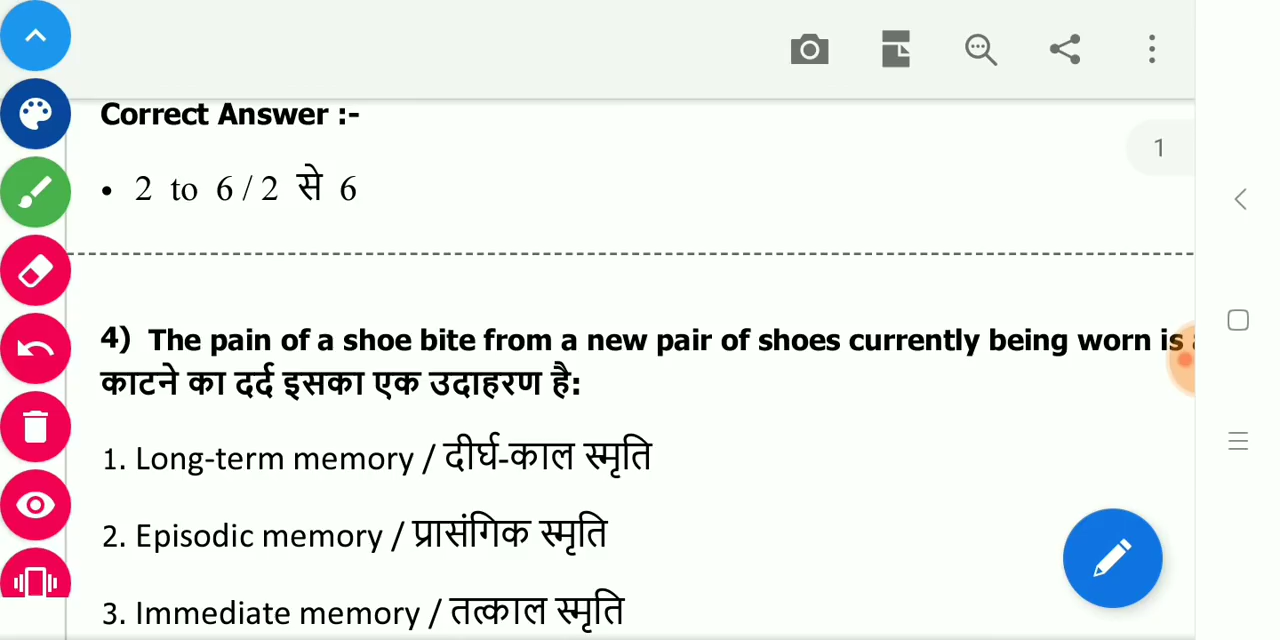 Correct Answer :-
1
• 2 to 6 / 2 से 6
4) The pain of a shoe bite from a new pair of shoes currently being worn is
काटने का दर्द इसका एक उदाहरण है:
1. Long-term memory / दीर्घ-काल स्मृति
2. Episodic memory / प्रासंगिक स्मृति
3. Immediate memory / तत्काल स्मृति